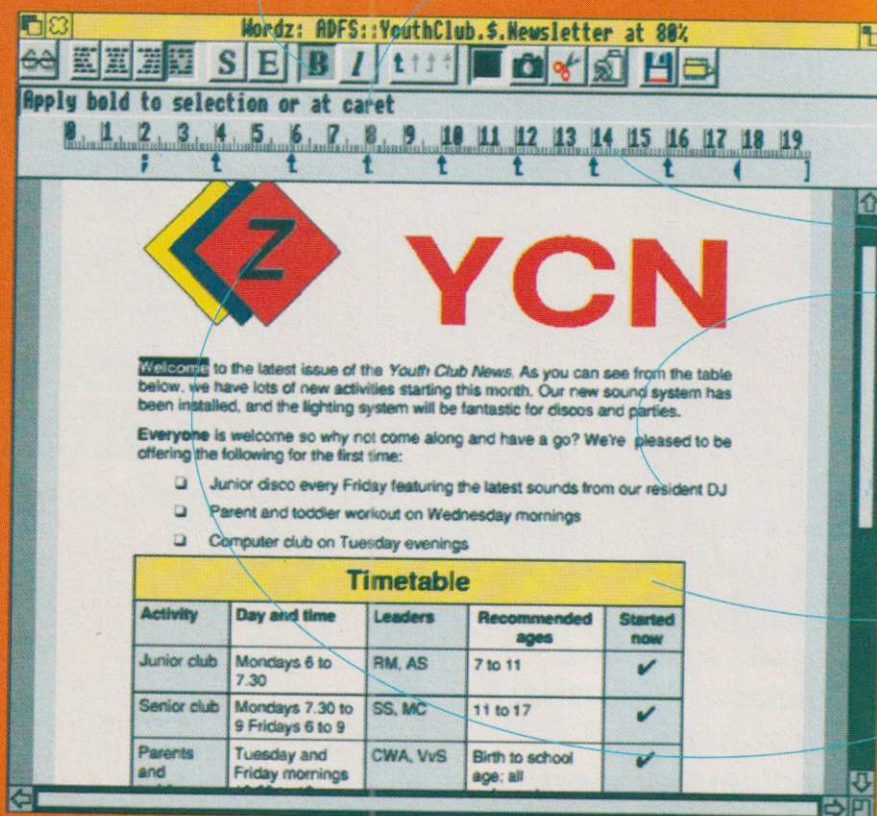 Wordz: ADFS::YouthClub.$.Newsletter at 80%
S E B I
Apply bold to selection or at caret
0 1 2 3 4 5 6 7 8 9 10 11 12 13 14 15 16 17 18 19
Z YCN
Welcome to the latest issue of the Youth Club News. As you can see from the table
below, we have lots of new activities starting this month. Our new sound system has
been installed, and the lighting system will be fantastic for discos and parties.
Everyone is welcome so why not come along and have a go? We're pleased to be
offering the following for the first time:
Junior disco every Friday featuring the latest sounds from our resident DJ
Parent and toddler workout on Wednesday mornings
Computer club on Tuesday evenings
Timetable
Activity Day and time Leaders Recommended Started
ages now
Junior club Mondays 6 to RM, AS 7 to 11 ✔
7.30
Senior club Mondays 7.30 to SS, MC 11 to 17 ✔
9 Fridays 6 to 9
Parents Tuesday and CWA, VvS Birth to school ✔
and Friday mornings age; all